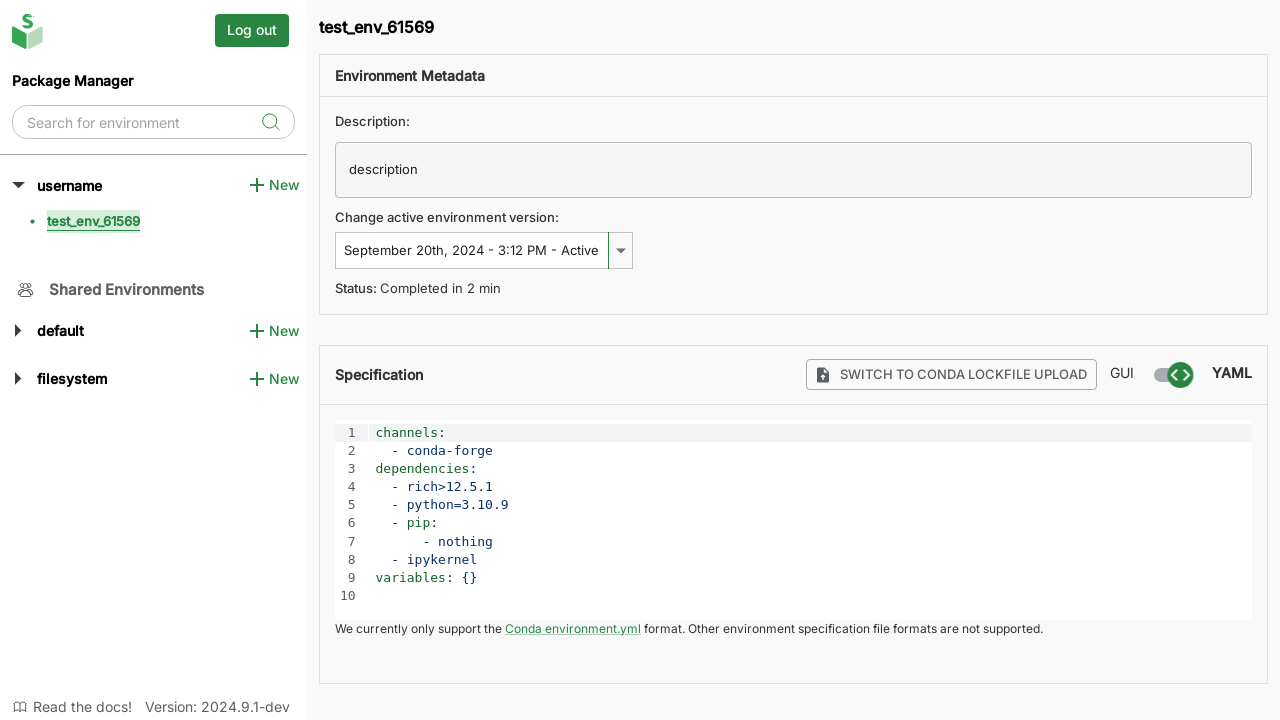 Log out
Package Manager
Search for environment
username
New
test_env_61569
Shared Environments
default
New
filesystem
New
Read the docs!
Version: 2024.9.1-dev
test_env_61569
Environment Metadata
Description:
description
Change active environment version:
September 20th, 2024 - 3:12 PM - Active
Status: Completed in 2 min
Specification
SWITCH TO CONDA LOCKFILE UPLOAD
GUI
YAML
1 channels:
2   - conda-forge
3 dependencies:
4   - rich>12.5.1
5   - python=3.10.9
6   - pip:
7       - nothing
8   - ipykernel
9 variables: {}
10
We currently only support the Conda environment.yml format. Other environment specification file formats are not supported.